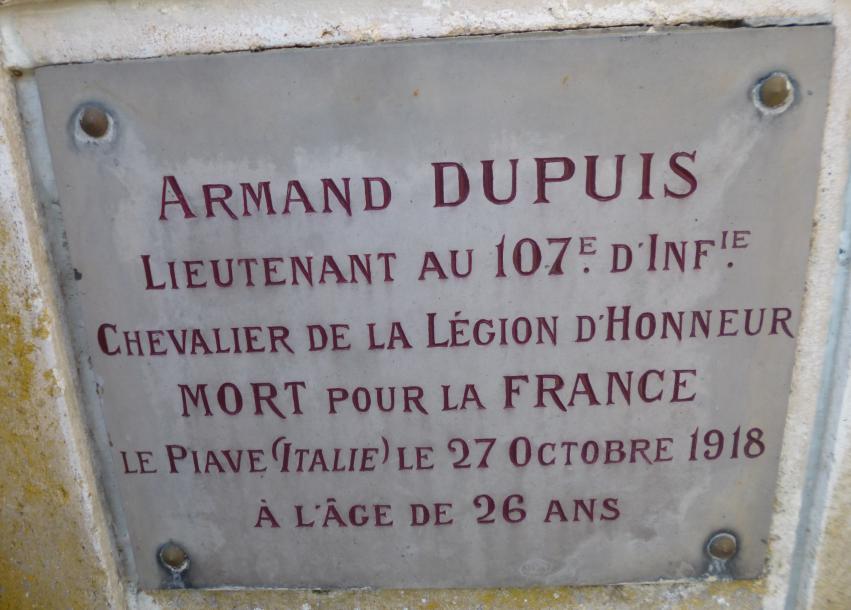 ARMAND DUPUIS
LIEUTENANT AU 107E. D'INFIE.
CHEVALIER DE LA LÉGION D'HONNEUR
MORT POUR LA FRANCE
LE PIAVE (ITALIE) LE 27 OCTOBRE 1918
À L'ÂGE DE 26 ANS